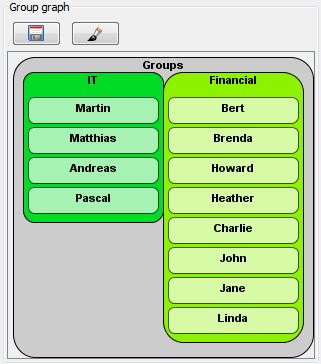 Group graph
Groups
IT
Martin
Matthias
Andreas
Pascal
Financial
Bert
Brenda
Howard
Heather
Charlie
John
Jane
Linda